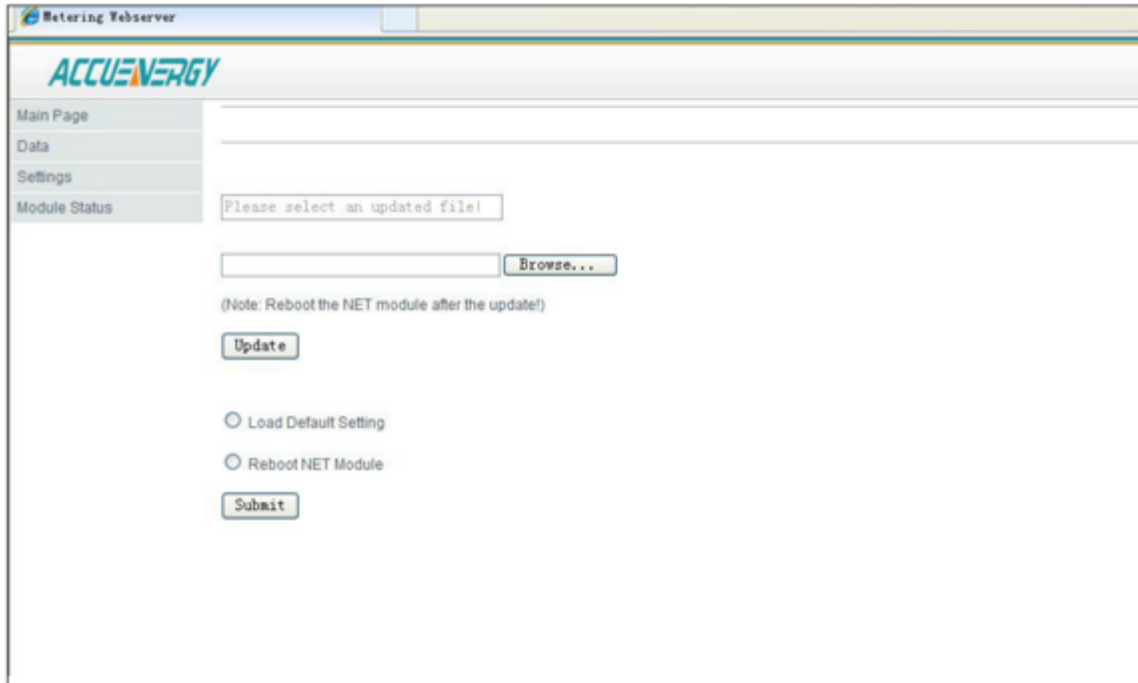 Metering Webserver
ACCUENERGY
Main Page
Data
Settings
Module Status
Please select an updated file!
Browse...
(Note: Reboot the NET module after the update!)
Update
Load Default Setting
Reboot NET Module
Submit